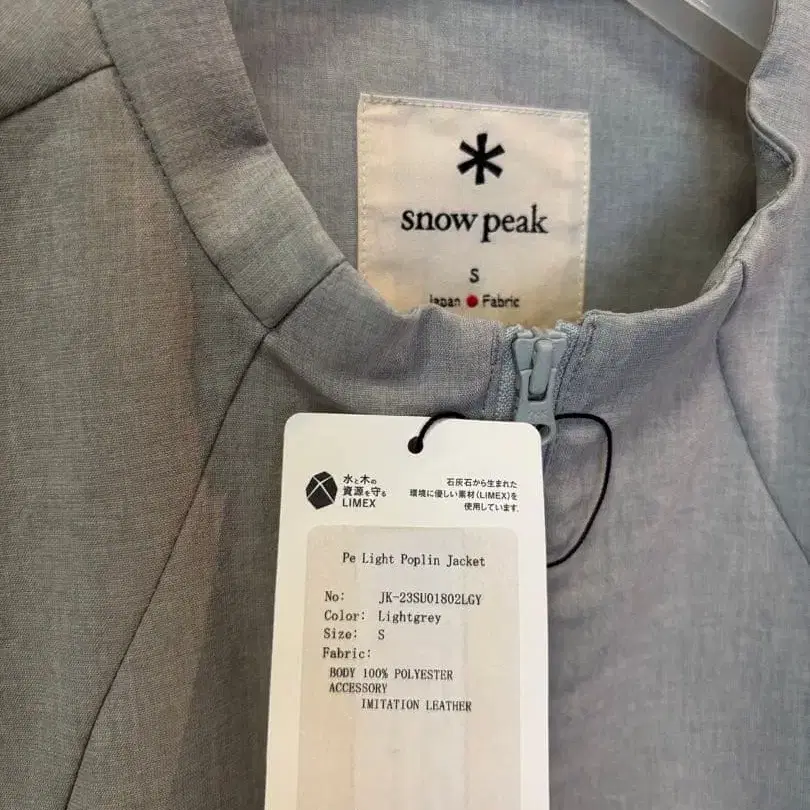 snow peak
S
Japan Fabric
水と木の
資源を守る
LIMEX
石灰石から生まれた
環境に優しい素材(LIMEX)を
使用しています.
Pe Light Poplin Jacket
No: JK-23SU01802LGY
Color: Lightgrey
Size: S
Fabric:
BODY 100% POLYESTER
ACCESSORY
IMITATION LEATHER